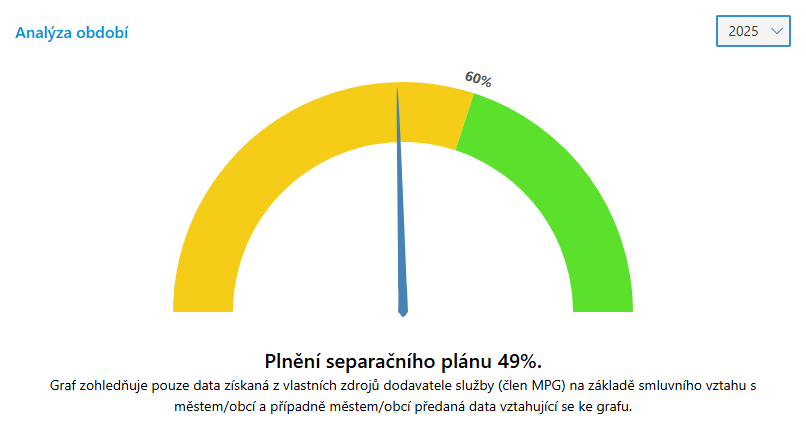 Analýza období
2025
60%
Plnění separačního plánu 49%.
Graf zohledňuje pouze data získaná z vlastních zdrojů dodavatele služby (člen MPG) na základě smluvního vztahu s
městem/obcí a případně městem/obcí předaná data vztahující se ke grafu.